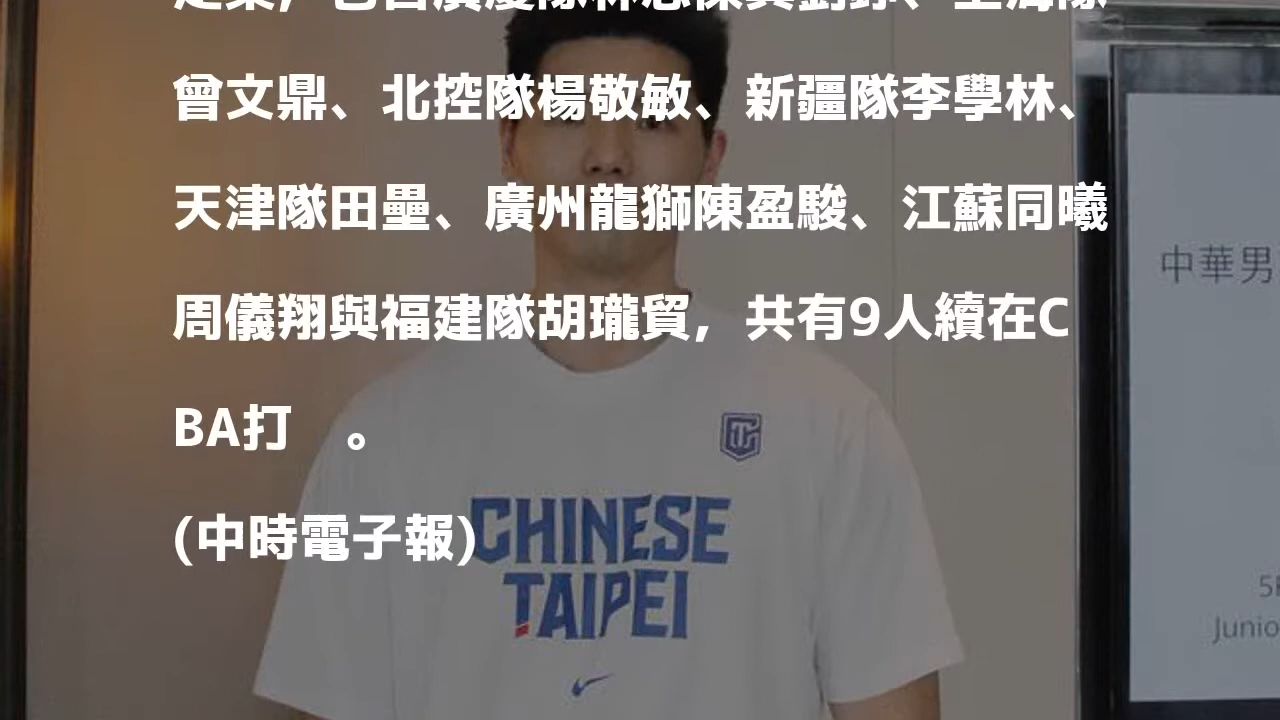 曾文鼎、北控隊楊敬敏、新疆隊李學林、
天津隊田壘、廣州龍獅陳盈駿、江蘇同曦
周儀翔與福建隊胡瓏貿，共有9人續在C
BA打　。
(中時電子報)
CHINESE
TAIPEI
中華男
Junio